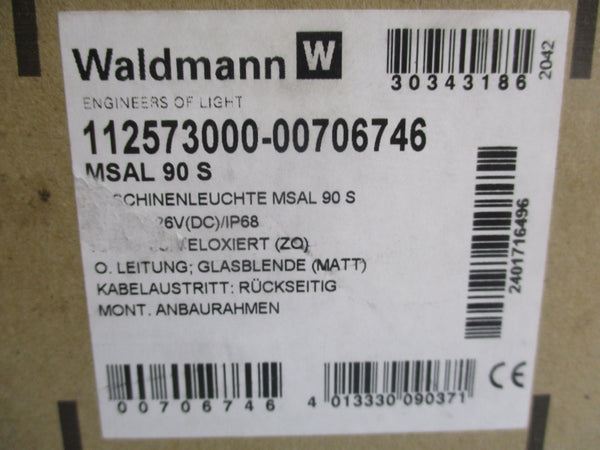 Waldmann W
ENGINEERS OF LIGHT
30343186
2042
112573000-00706746
MSAL 90 S
SCHINENLEUCHTE MSAL 90 S
26V(DC)/IP68
ELOXIERT (ZQ)
O. LEITUNG; GLASBLENDE (MATT)
KABELAUSTRITT: RÜCKSEITIG
MONT. ANBAURAHMEN
2401716496
00706746
4 013330 090371
CE